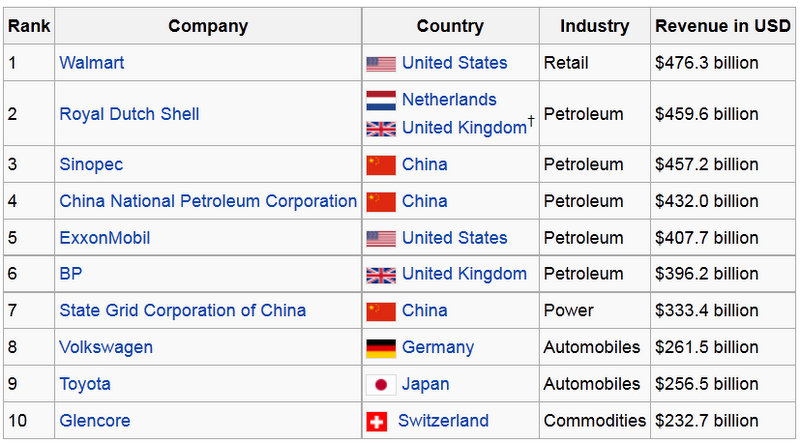 Rank Company Country Industry Revenue in USD
1 Walmart United States Retail $476.3 billion
2 Royal Dutch Shell Netherlands United Kingdom† Petroleum $459.6 billion
3 Sinopec China Petroleum $457.2 billion
4 China National Petroleum Corporation China Petroleum $432.0 billion
5 ExxonMobil United States Petroleum $407.7 billion
6 BP United Kingdom Petroleum $396.2 billion
7 State Grid Corporation of China China Power $333.4 billion
8 Volkswagen Germany Automobiles $261.5 billion
9 Toyota Japan Automobiles $256.5 billion
10 Glencore Switzerland Commodities $232.7 billion